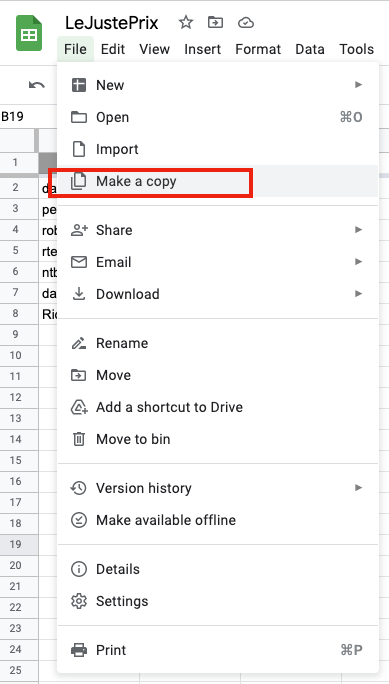 LeJustePrix
File Edit View Insert Format Data Tools
New
Open ⌘O
B19
Import
1
Make a copy
2 da
3 pe
Share
4 rob
5 rte
Email
6 ntb
7 da
Download
8 Ric
9
Rename
10
11 Move
12
Add a shortcut to Drive
13
14 Move to bin
15
16
Version history
17
18
Make available offline
19
20 Details
21
22 Settings
23
24
Print ⌘P
25